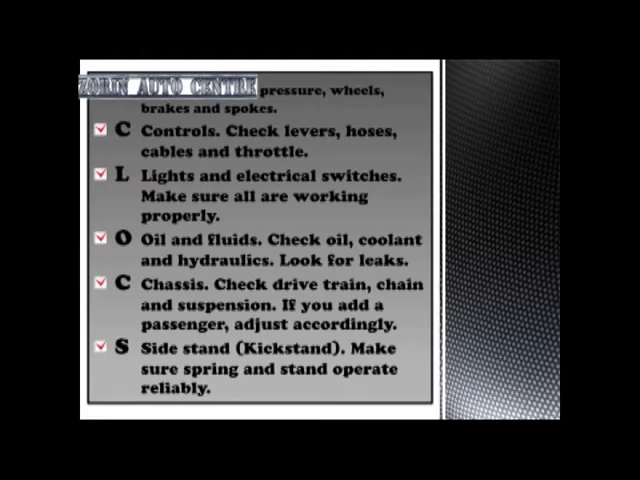 ZORIN AUTO CENTRE
pressure, wheels,
brakes and spokes.
C Controls. Check levers, hoses,
cables and throttle.
L Lights and electrical switches.
Make sure all are working
properly.
O Oil and fluids. Check oil, coolant
and hydraulics. Look for leaks.
C Chassis. Check drive train, chain
and suspension. If you add a
passenger, adjust accordingly.
S Side stand (Kickstand). Make
sure spring and stand operate
reliably.